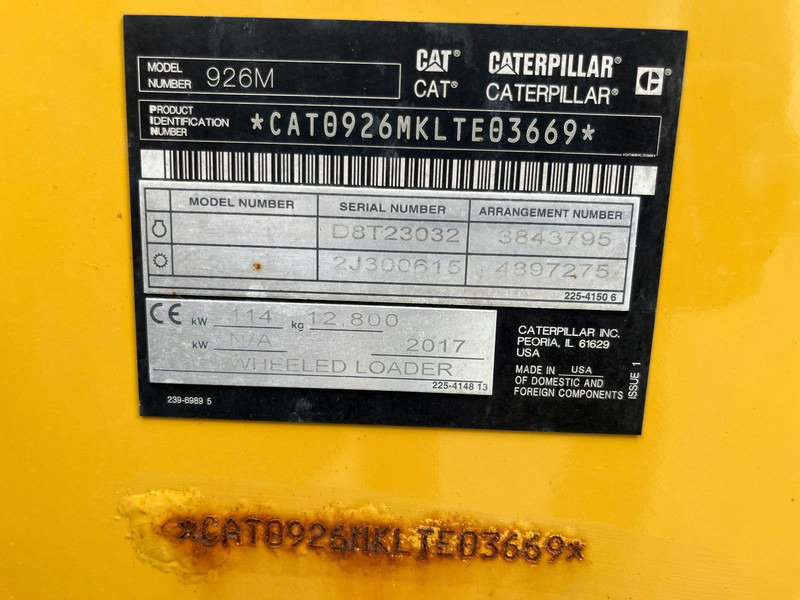 MODEL NUMBER 926M
CAT® CATERPILLAR®
CAT® CATERPILLAR®
C®
PRODUCT IDENTIFICATION NUMBER *CAT0926MKLTE03669*
MODEL NUMBER SERIAL NUMBER ARRANGEMENT NUMBER
D8T23032 3843795
2J300615 4897275
225-4150 6
CE kW 114 kg 12,800
kW N/A 2017
WHEELED LOADER
225-4148 13
CATERPILLAR INC.
PEORIA, IL 61629
USA
MADE IN USA
OF DOMESTIC AND
FOREIGN COMPONENTS
ISSUE 1
239-6989 5
*CAT0926MKLTE03669*